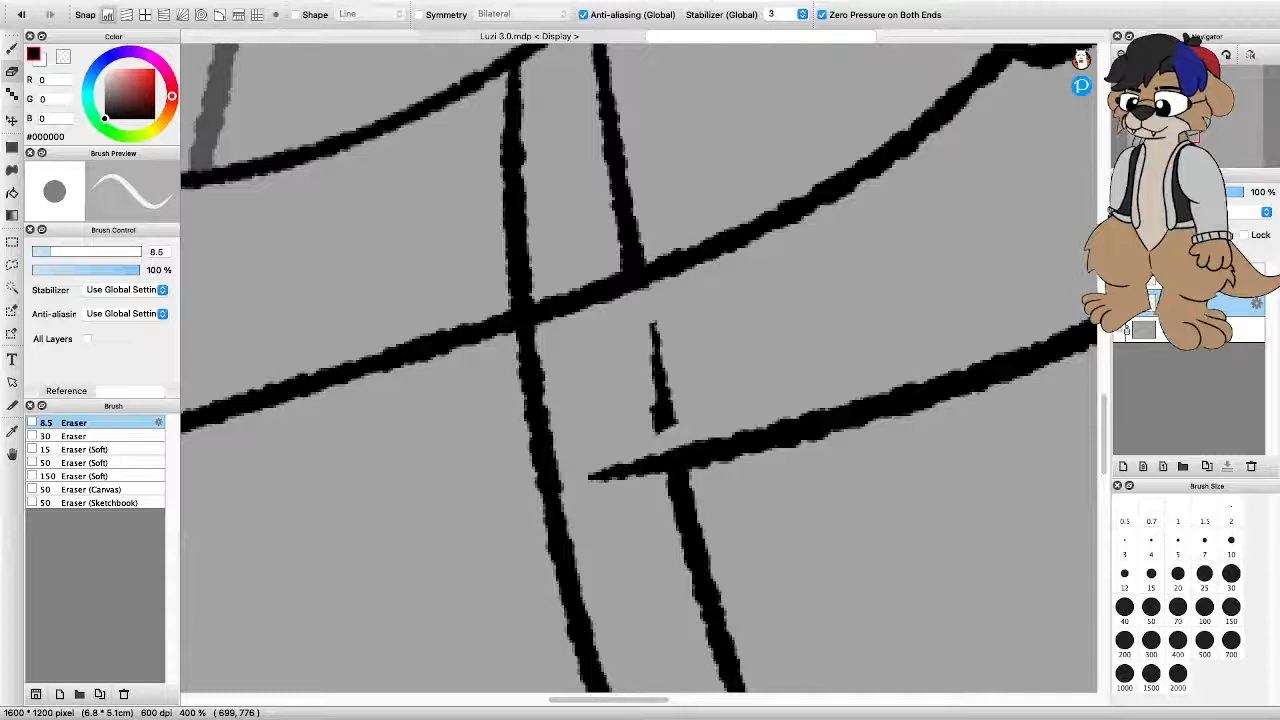 Snap
Shape Line
Symmetry Bilateral
Anti-aliasing (Global) Stabilizer (Global) 3 Zero Pressure on Both Ends
Color
Luzi 3.0.mdp < Display >
R 0
G 0
B 0
#000000
Brush Preview
Brush Control
8.5
100 %
Stabilizer Use Global Settin
Anti-aliasin Use Global Settin
All Layers
Reference
Brush
8.5 Eraser
30 Eraser
15 Eraser (Soft)
50 Eraser (Soft)
150 Eraser (Soft)
50 Eraser (Canvas)
50 Eraser (Sketchbook)
100 %
Lock
Brush Size
0.5 0.7 1 1.5 2
3 4 5 7 10
12 15 20 25 30
40 50 70 100 150
200 300 400 500 700
1000 1500 2000
1600 * 1200 pixel (6.8 * 5.1cm) 600 dpi 400 % ( 699, 776 )